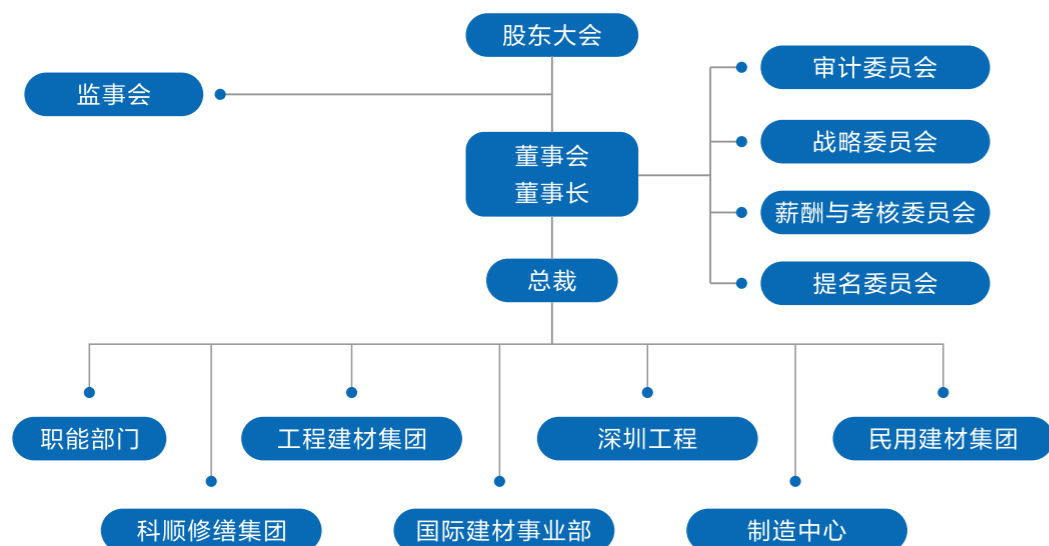 股东大会
监事会
审计委员会
战略委员会
董事会
董事长
薪酬与考核委员会
提名委员会
总裁
职能部门
工程建材集团
深圳工程
民用建材集团
科顺修缮集团
国际建材事业部
制造中心